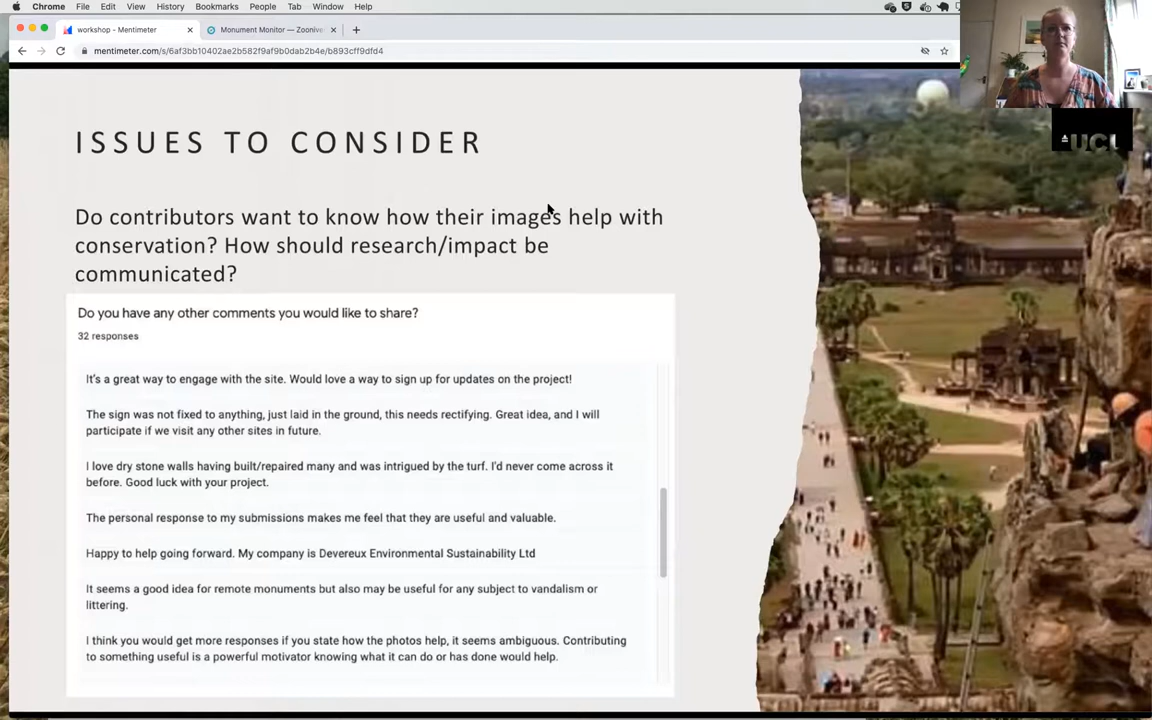 Chrome File Edit View History Bookmarks People Tab Window Help
workshop - Mentimeter
Monument Monitor — Zooniver
mentimeter.com/s/6af3bb10402ae2b582f9af9b0dab2b4e/b893cff9dfd4
UCL
ISSUES TO CONSIDER
Do contributors want to know how their images help with
conservation? How should research/impact be
communicated?
Do you have any other comments you would like to share?
32 responses
It's a great way to engage with the site. Would love a way to sign up for updates on the project!
The sign was not fixed to anything, just laid in the ground, this needs rectifying. Great idea, and I will
participate if we visit any other sites in future.
I love dry stone walls having built/repaired many and was intrigued by the turf. I'd never come across it
before. Good luck with your project.
The personal response to my submissions makes me feel that they are useful and valuable.
Happy to help going forward. My company is Devereux Environmental Sustainability Ltd
It seems a good idea for remote monuments but also may be useful for any subject to vandalism or
littering.
I think you would get more responses if you state how the photos help, it seems ambiguous. Contributing
to something useful is a powerful motivator knowing what it can do or has done would help.